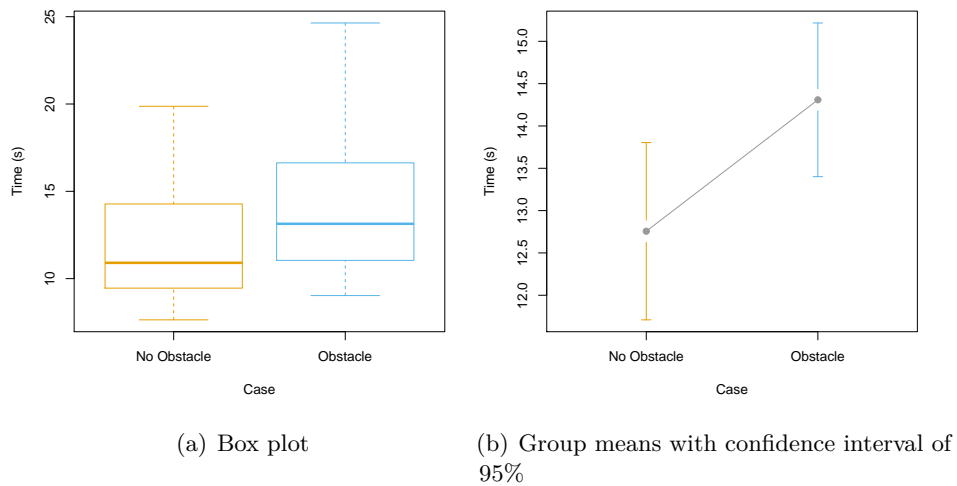 25
20
15
10
Time (s)
No Obstacle
Obstacle
Case
(a) Box plot
15.0
14.5
14.0
13.5
13.0
12.5
12.0
Time (s)
No Obstacle
Obstacle
Case
(b) Group means with confidence interval of
95%